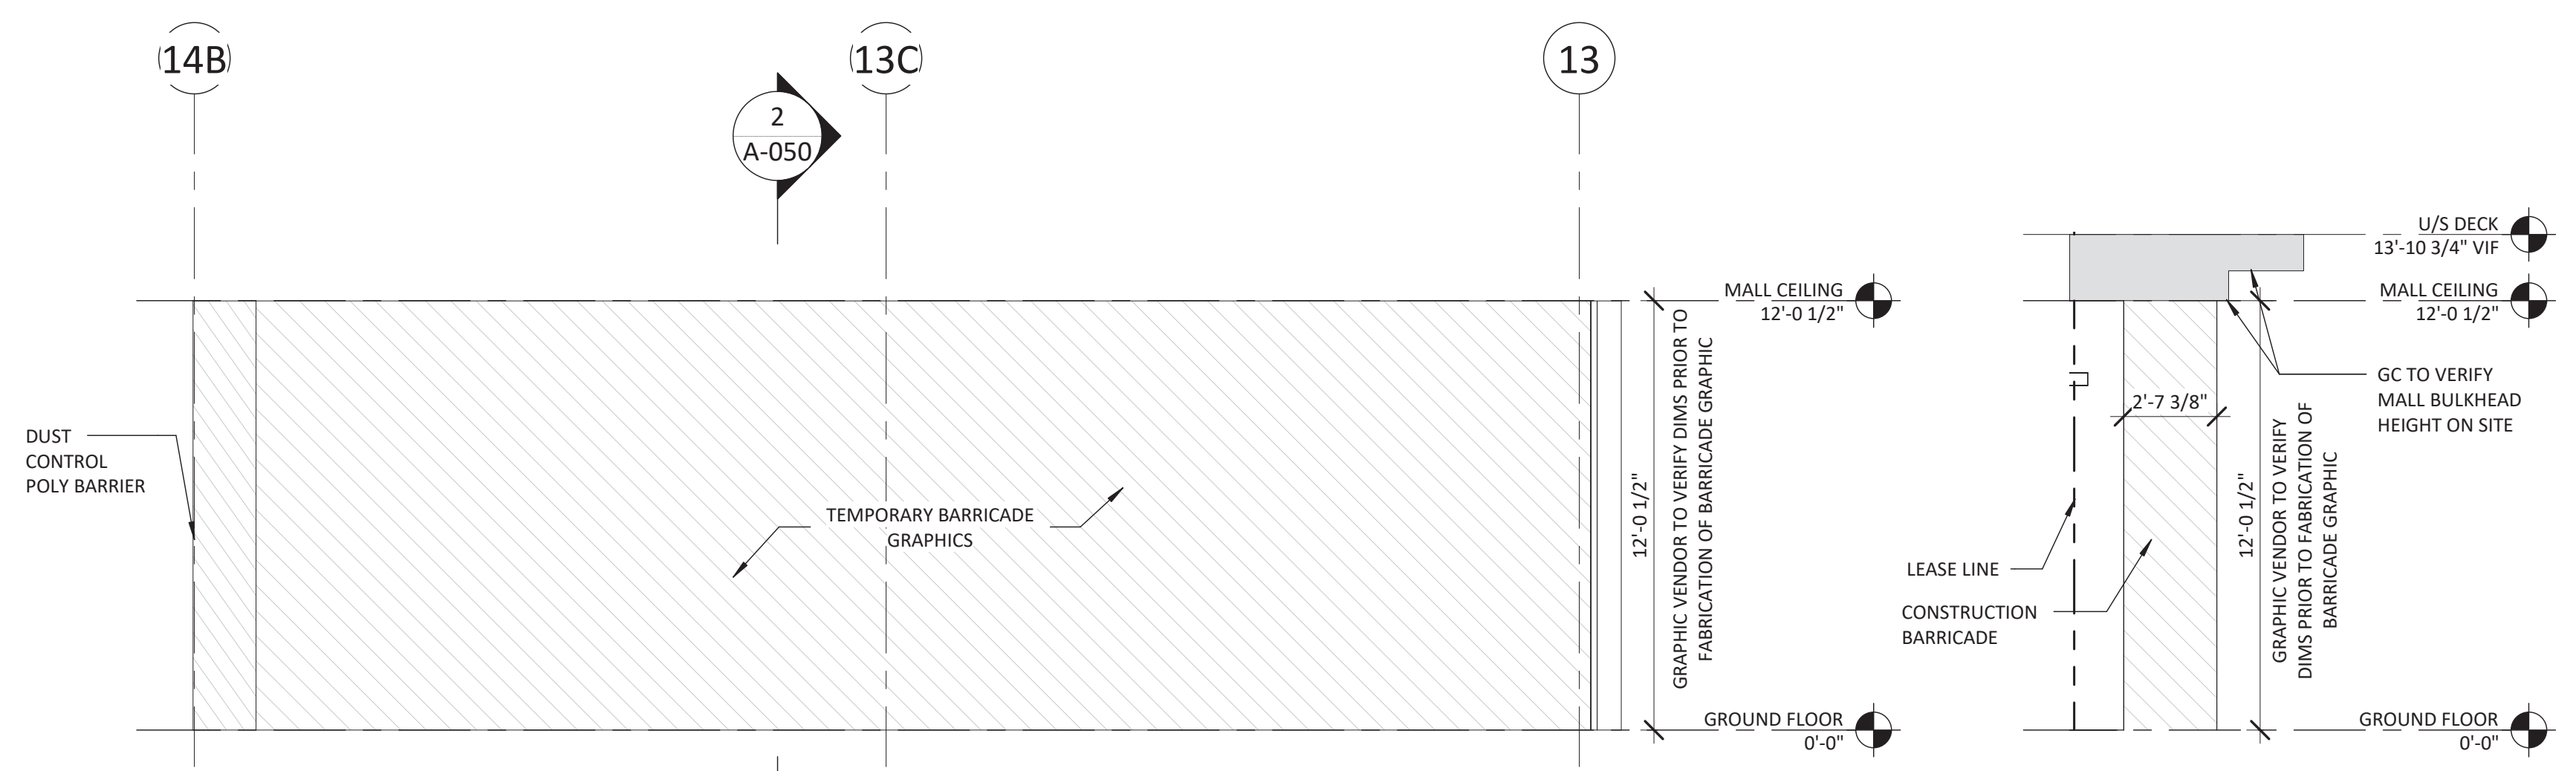 14B
13C
13
2
A-050
MALL CEILING
12'-0 1/2"
DUST
CONTROL
POLY BARRIER
TEMPORARY BARRICADE
GRAPHICS
12'-0 1/2"
GRAPHIC VENDOR TO VERIFY DIMS PRIOR TO
FABRICATION OF BARRICADE GRAPHIC
GROUND FLOOR
0'-0"
U/S DECK
13'-10 3/4" VIF
MALL CEILING
12'-0 1/2"
GC TO VERIFY
MALL BULKHEAD
HEIGHT ON SITE
2'-7 3/8"
LEASE LINE
CONSTRUCTION
BARRICADE
12'-0 1/2"
GRAPHIC VENDOR TO VERIFY
DIMS PRIOR TO FABRICATION OF
BARRICADE GRAPHIC
GROUND FLOOR
0'-0"